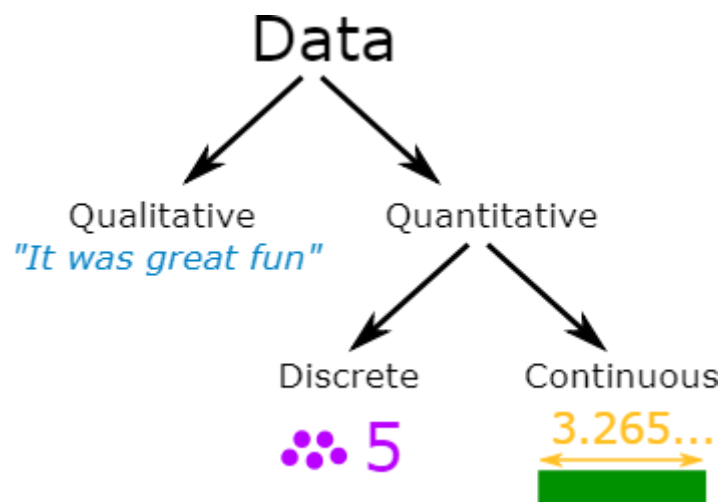 Data
Qualitative
Quantitative
"It was great fun"
Discrete
Continuous
5
3.265...